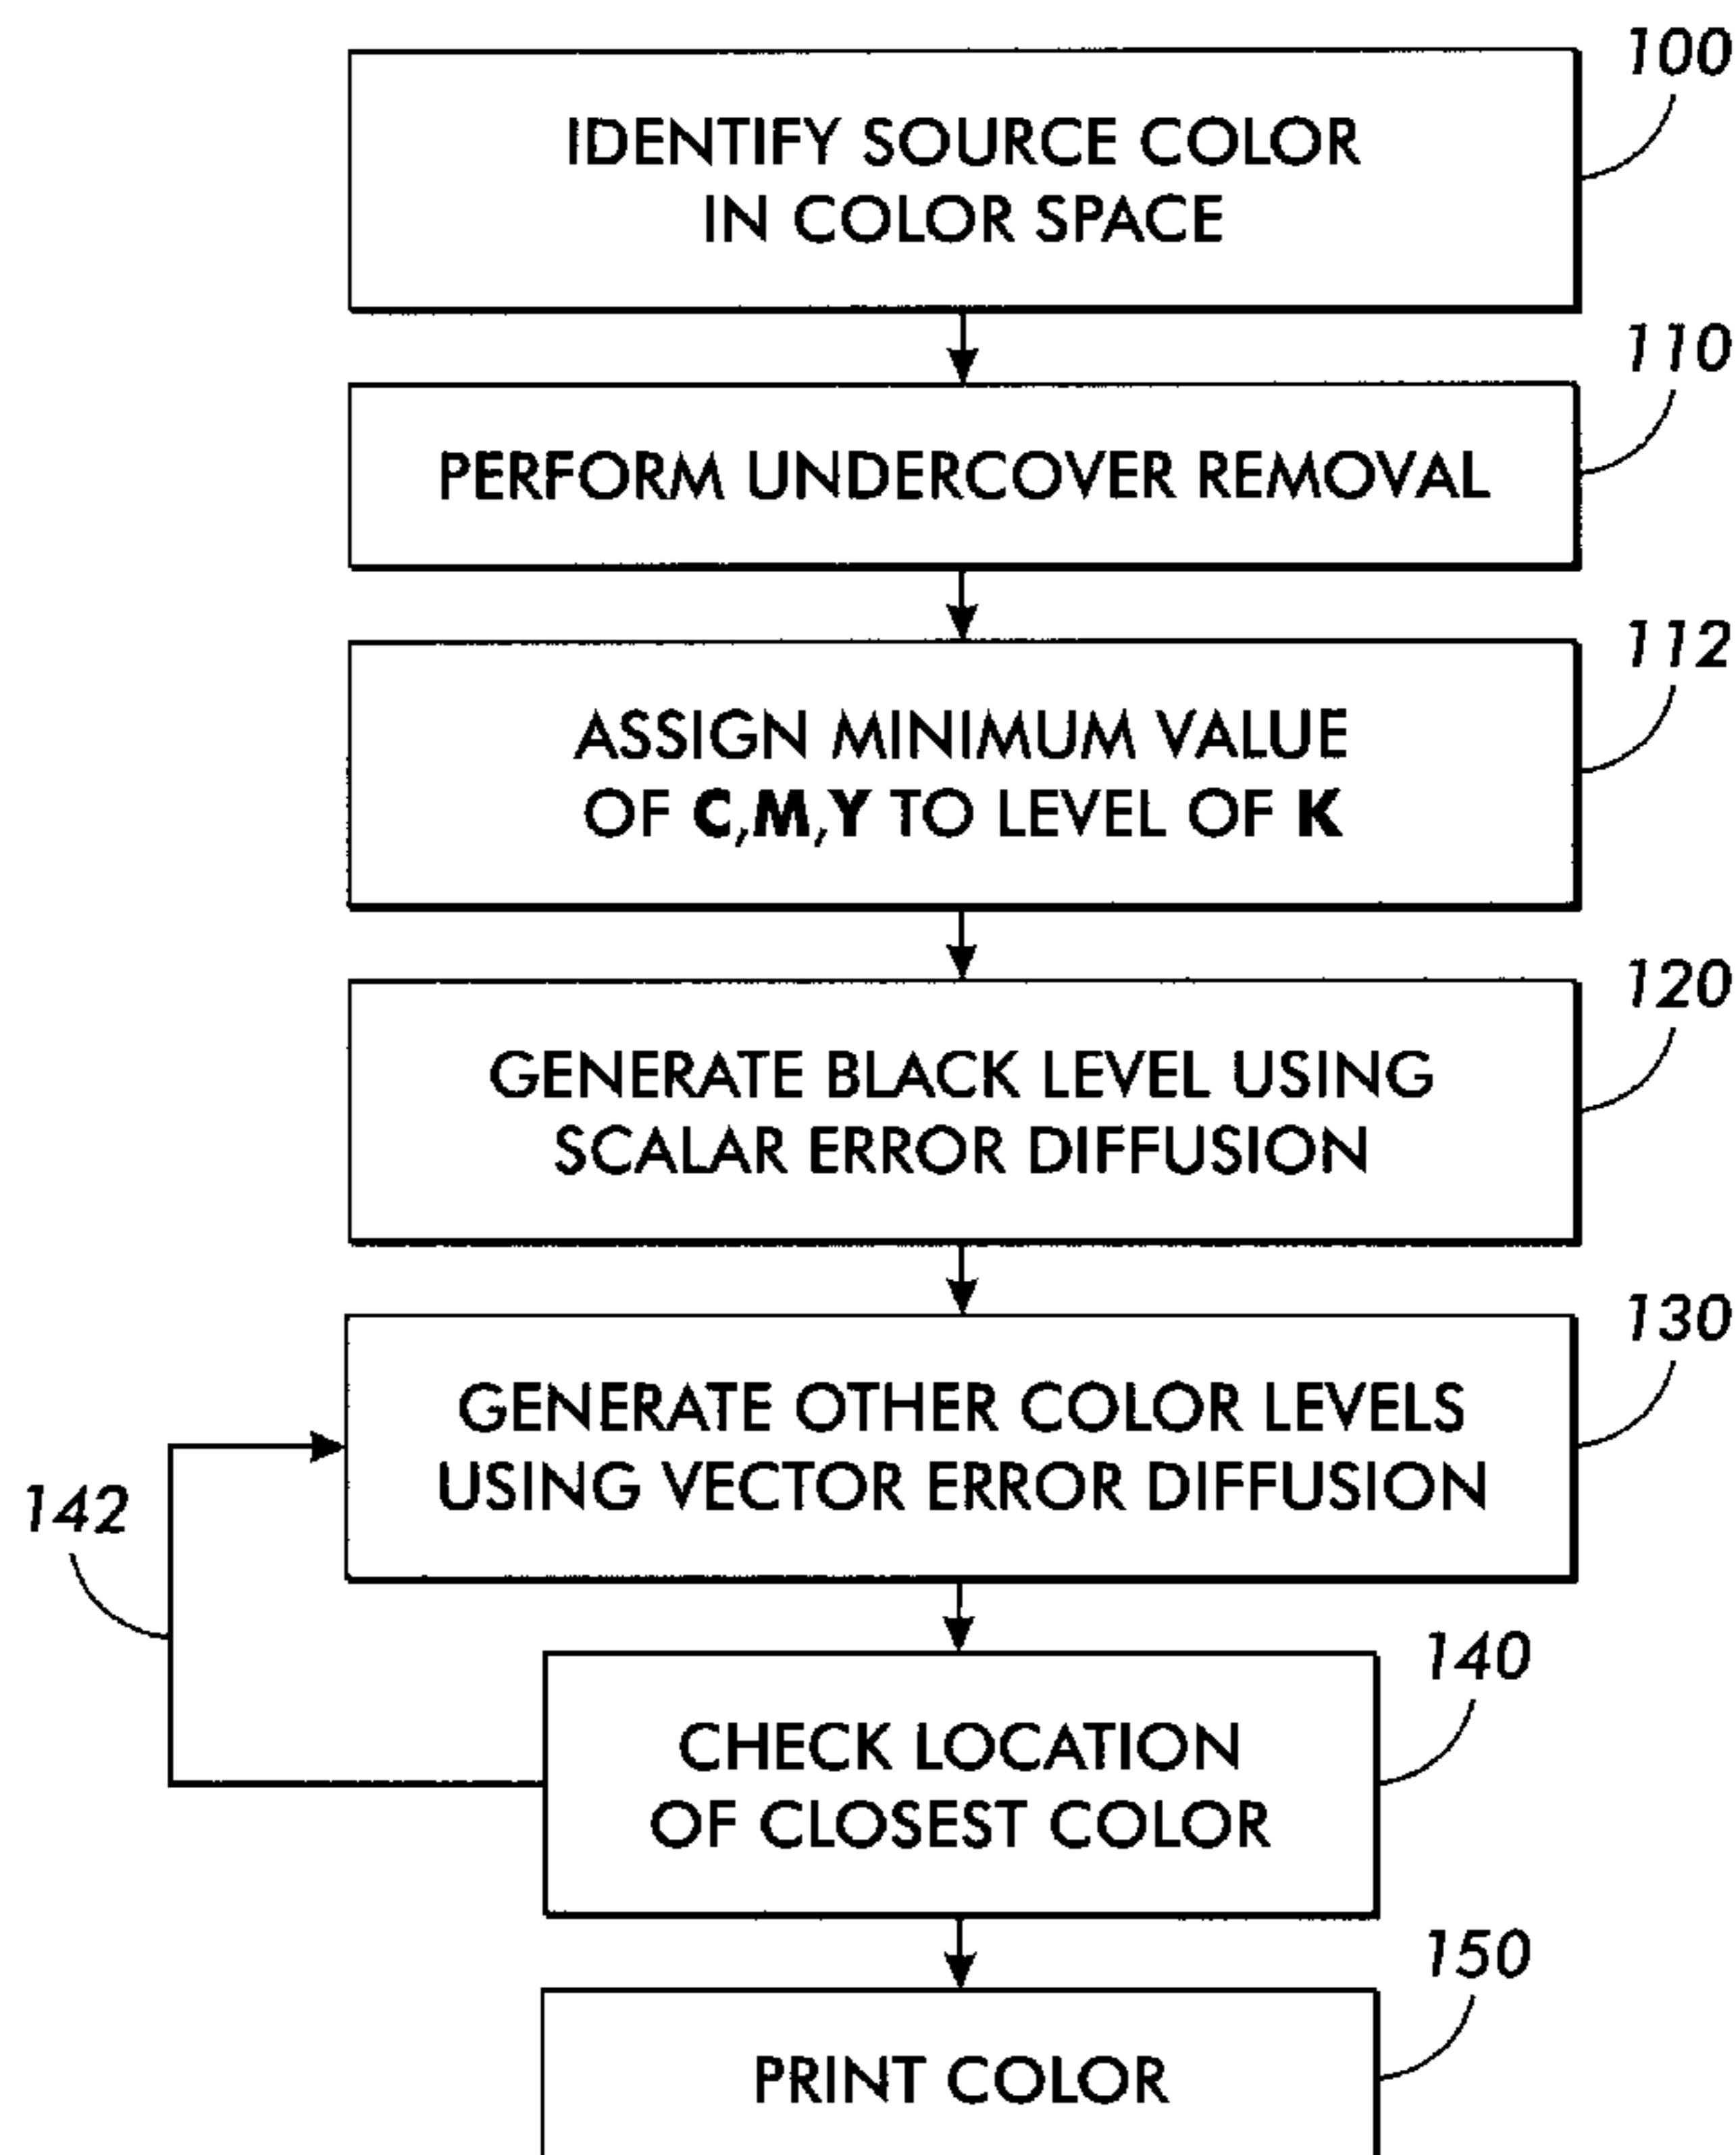 100
IDENTIFY SOURCE COLOR
IN COLOR SPACE
110
PERFORM UNDERCOVER REMOVAL
112
ASSIGN MINIMUM VALUE
OF C,M,Y TO LEVEL OF K
120
GENERATE BLACK LEVEL USING
SCALAR ERROR DIFFUSION
130
GENERATE OTHER COLOR LEVELS
USING VECTOR ERROR DIFFUSION
142
140
CHECK LOCATION
OF CLOSEST COLOR
150
PRINT COLOR